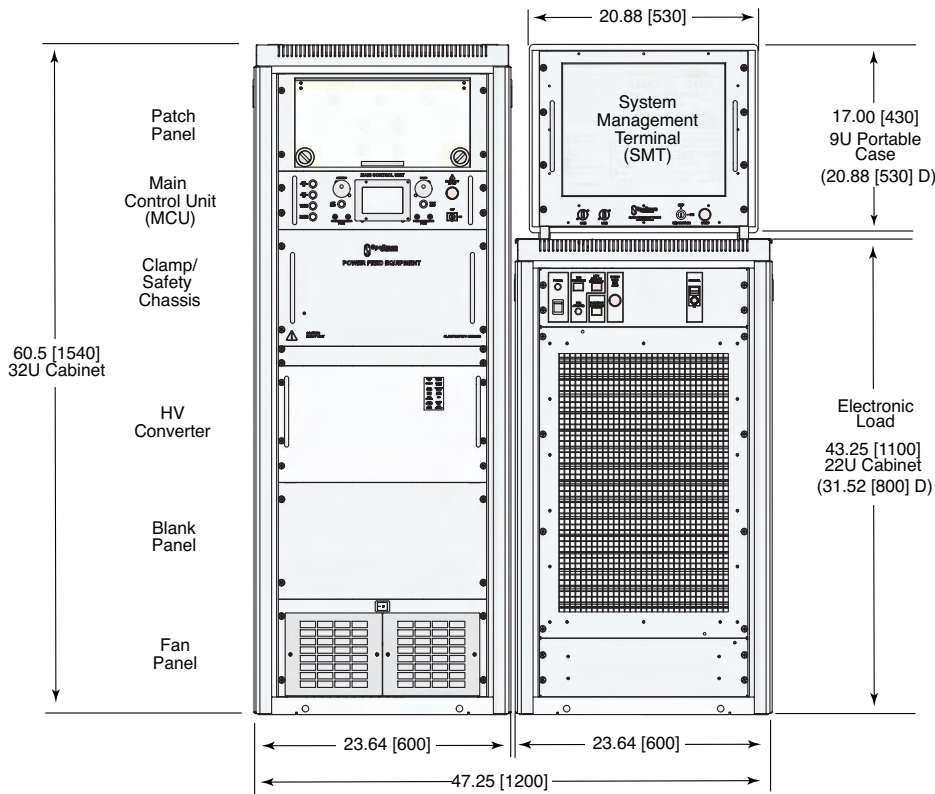 20.88 [530]
Patch
Panel
Main
Control Unit
(MCU)
Clamp/
Safety
Chassis
60.5 [1540]
32U Cabinet
HV
Converter
Blank
Panel
Fan
Panel
MAIN CONTROL UNIT
POWER FEED EQUIPMENT
System
Management
Terminal
(SMT)
17.00 [430]
9U Portable
Case
(20.88 [530] D)
Electronic
Load
43.25 [1100]
22U Cabinet
(31.52 [800] D)
23.64 [600]
23.64 [600]
47.25 [1200]